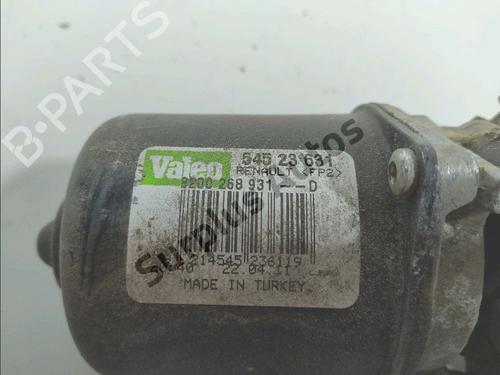 B-PARTS
Valeo 545 23 631
RENAULT <FP2>
8200 268 931 -- D
214545 236119
22.04.11
MADE IN TURKEY
Surplus Autos